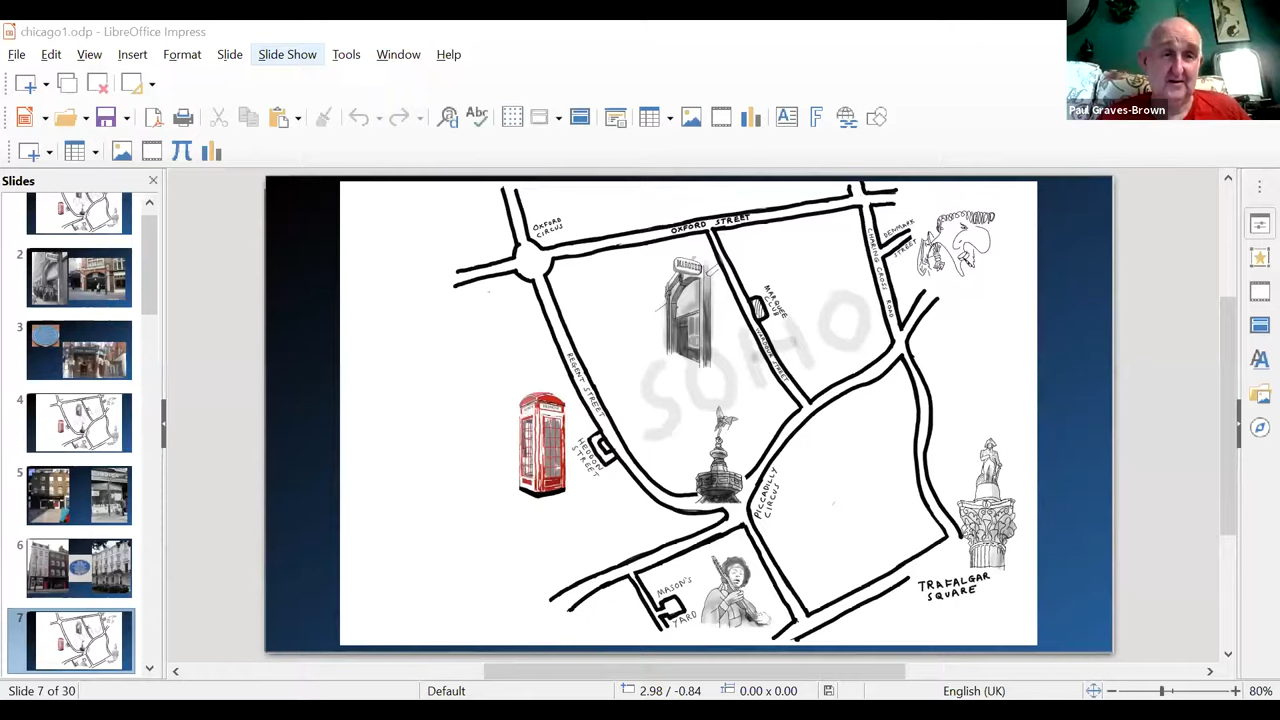 chicago1.odp - LibreOffice Impress
File Edit View Insert Format Slide Slide Show Tools Window Help
Paul Graves-Brown
Slides
2
3
4
5
6
7
OXFORD
CIRCUS
OXFORD STREET
DENMARK
STREET
CHARING CROSS ROAD
MARQUEE
MARQUEE
CLUB
WARDOUR STREET
SOHO
REGENT STREET
HEDDON
STREET
PICCADILLY
CIRCUS
MASON'S
YARD
TRAFALGAR
SQUARE
Slide 7 of 30
Default
2.98 / -0.84
0.00 x 0.00
English (UK)
80%